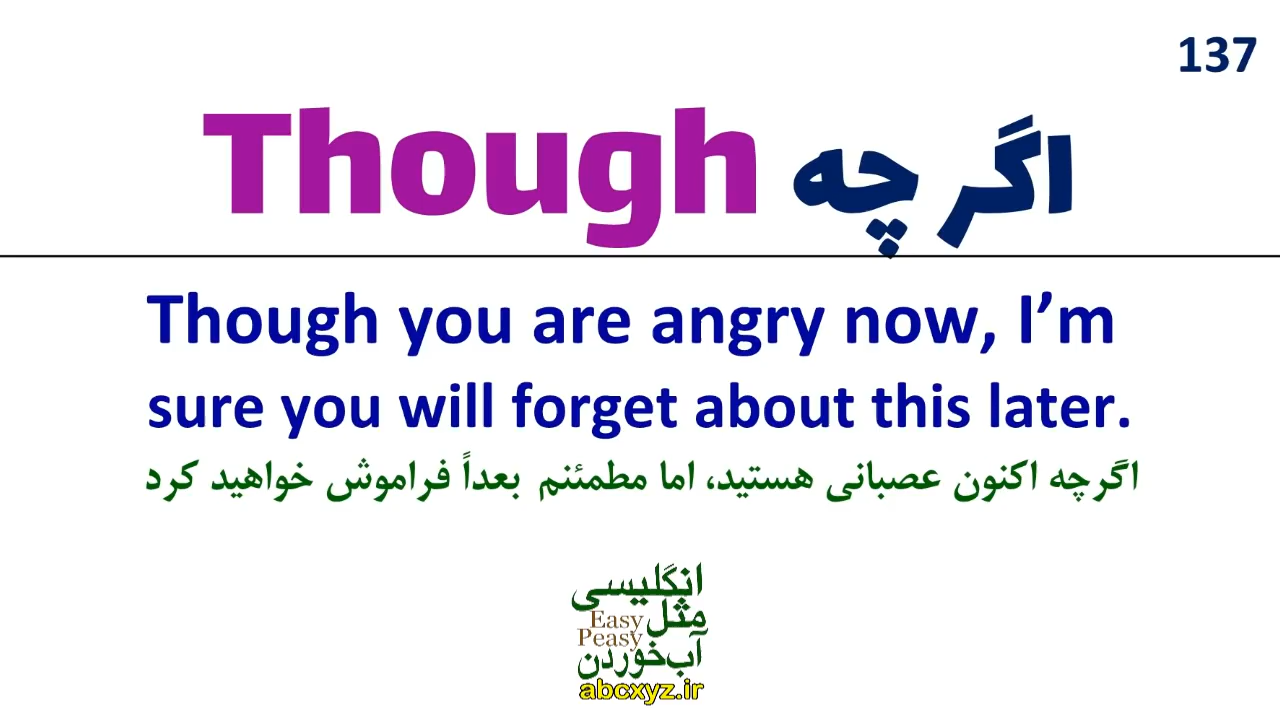 137
Though اگرچه
Though you are angry now, I’m
sure you will forget about this later.
اگرچه اکنون عصبانی هستید، اما مطمئنم بعداً فراموش خواهید کرد
انگلیسی
مثل
Easy
Peasy
آب‌خوردن
abcxyz.ir